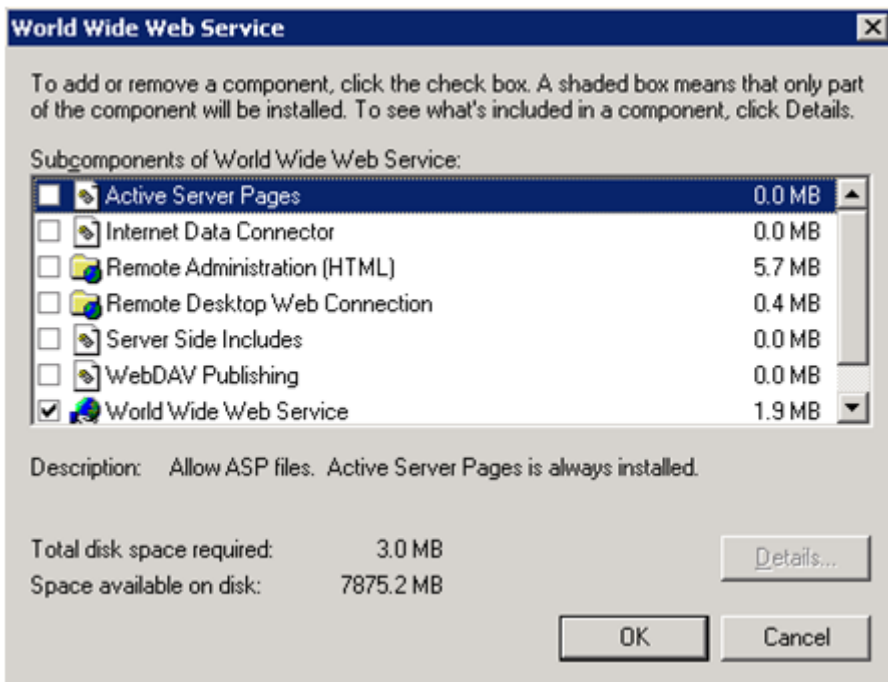 World Wide Web Service
To add or remove a component, click the check box. A shaded box means that only part
of the component will be installed. To see what's included in a component, click Details.
Subcomponents of World Wide Web Service:
Active Server Pages 0.0 MB
Internet Data Connector 0.0 MB
Remote Administration (HTML) 5.7 MB
Remote Desktop Web Connection 0.4 MB
Server Side Includes 0.0 MB
WebDAV Publishing 0.0 MB
World Wide Web Service 1.9 MB
Description: Allow ASP files. Active Server Pages is always installed.
Total disk space required: 3.0 MB
Space available on disk: 7875.2 MB
Details...
OK Cancel